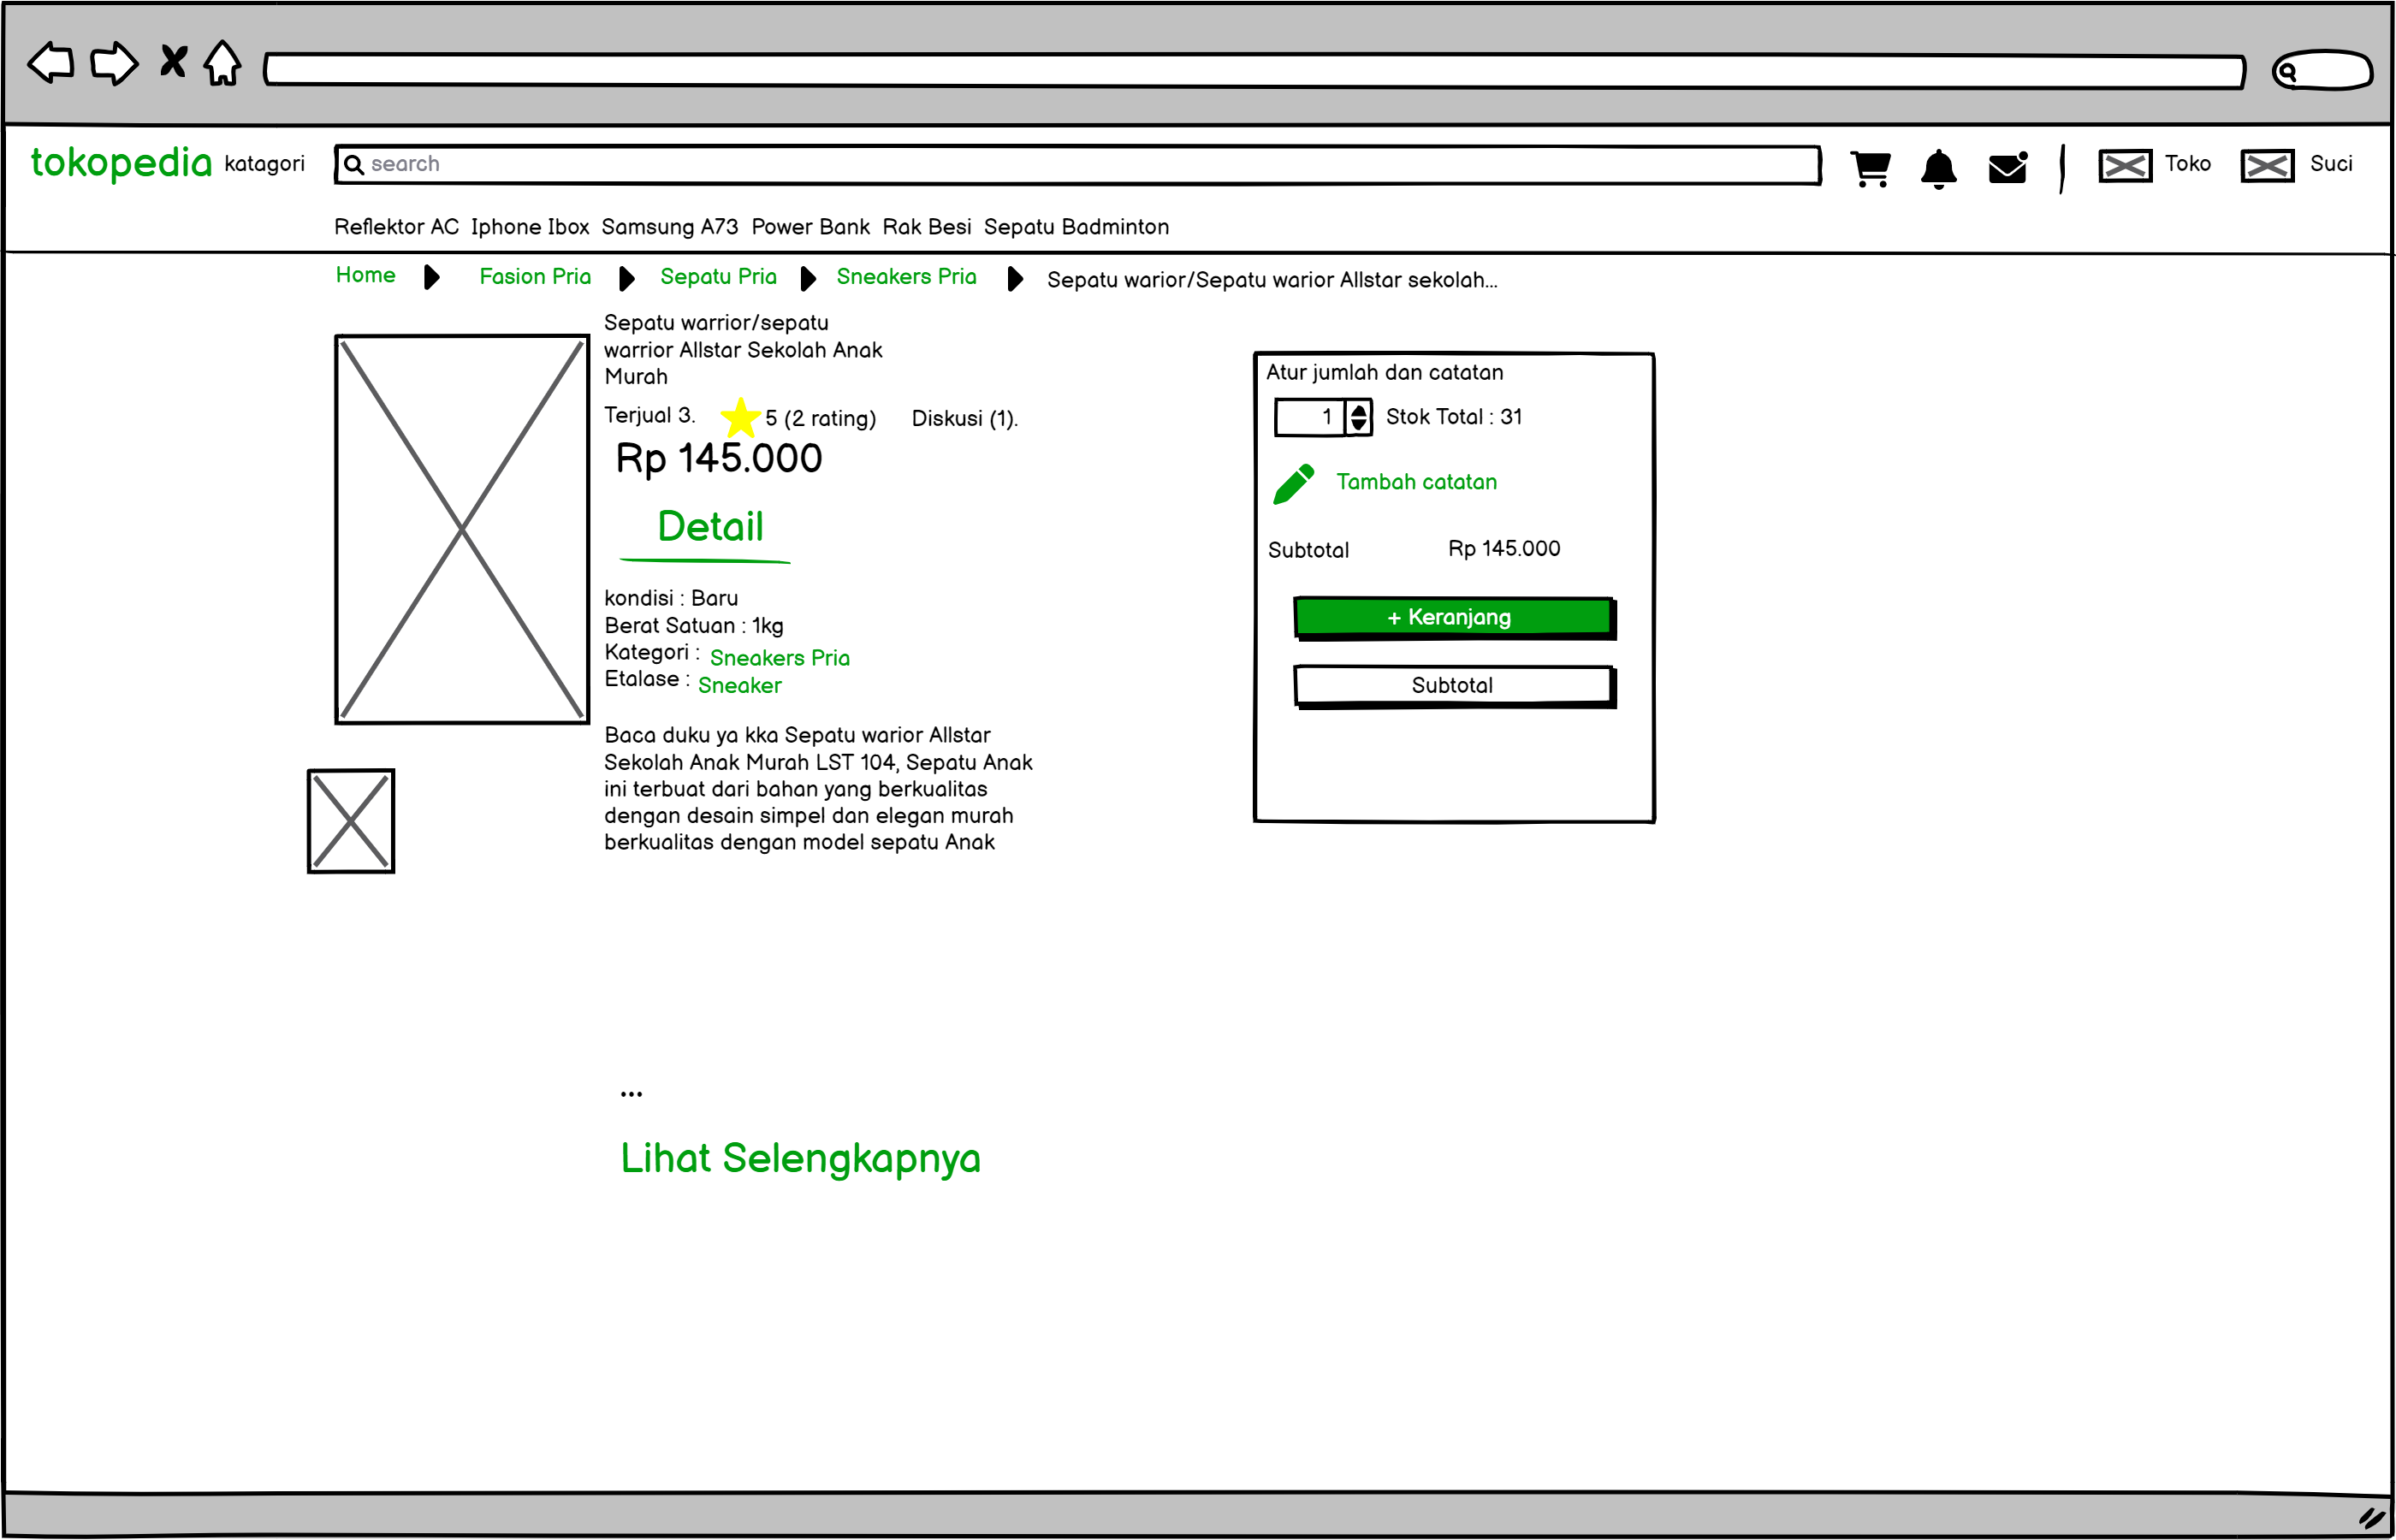 tokopedia katagori search Toko Suci
Reflektor AC Iphone Ibox Samsung A73 Power Bank Rak Besi Sepatu Badminton
Home Fasion Pria Sepatu Pria Sneakers Pria Sepatu warior/Sepatu warior Allstar sekolah...
Sepatu warrior/sepatu
warrior Allstar Sekolah Anak
Murah
Terjual 3. 5 (2 rating) Diskusi (1).
Rp 145.000
Detail
kondisi : Baru
Berat Satuan : 1kg
Kategori : Sneakers Pria
Etalase : Sneaker
Baca duku ya kka Sepatu warior Allstar
Sekolah Anak Murah LST 104, Sepatu Anak
ini terbuat dari bahan yang berkualitas
dengan desain simpel dan elegan murah
berkualitas dengan model sepatu Anak
...
Lihat Selengkapnya
Atur jumlah dan catatan
1 Stok Total : 31
Tambah catatan
Subtotal Rp 145.000
+ Keranjang
Subtotal